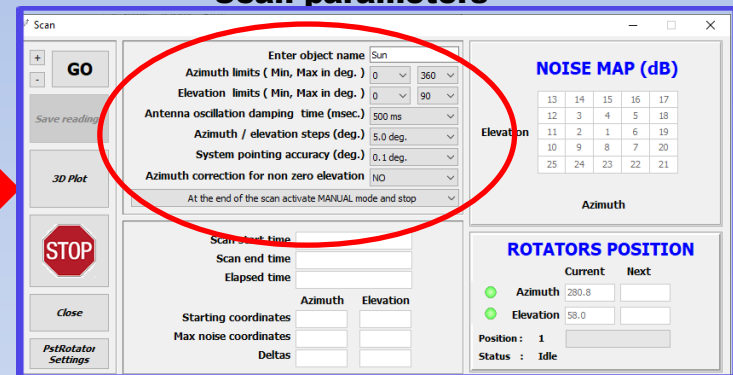 Scan parameters
Scan
+
-
GO
Save reading
3D Plot
STOP
Close
PstRotator
Settings
Enter object name Sun
Azimuth limits ( Min, Max in deg. ) 0 360
Elevation limits ( Min, Max in deg. ) 0 90
Antenna oscillation damping time (msec.) 500 ms
Azimuth / elevation steps (deg.) 5.0 deg.
System pointing accuracy (deg.) 0.1 deg.
Azimuth correction for non zero elevation NO
At the end of the scan activate MANUAL mode and stop
Scan start time
Scan end time
Elapsed time
Azimuth Elevation
Starting coordinates
Max noise coordinates
Deltas
NOISE MAP (dB)
13 14 15 16 17
12 3 4 5 18
Elevation 11 2 1 6 19
10 9 8 7 20
25 24 23 22 21
Azimuth
ROTATORS POSITION
Current Next
Azimuth 280.8
Elevation 58.0
Position : 1
Status : Idle